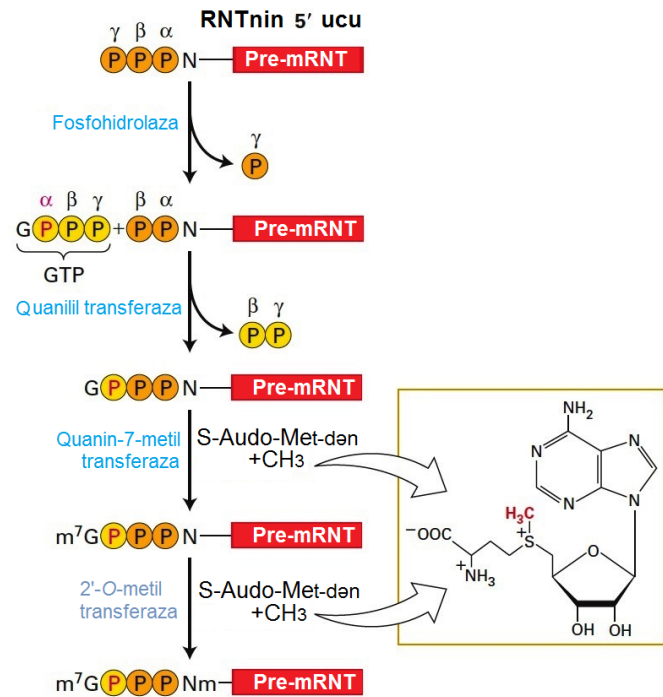 RNTnin 5′ ucu
γ β α
P P P N Pre-mRNT
Fosfohidrolaza
γ
P
α β γ β α
G P P P + P P N Pre-mRNT
GTP
Quanilil transferaza
β γ
P P
G P P P N Pre-mRNT
Quanin-7-metil
transferaza
S-Audo-Met-dən
+CH3
m⁷G P P P N Pre-mRNT
2'-O-metil
transferaza
S-Audo-Met-dən
+CH3
m⁷G P P P Nm Pre-mRNT
NH₂
N N
N N
H₃C
⁻OOC S +
+ NH₃
O
OH OH